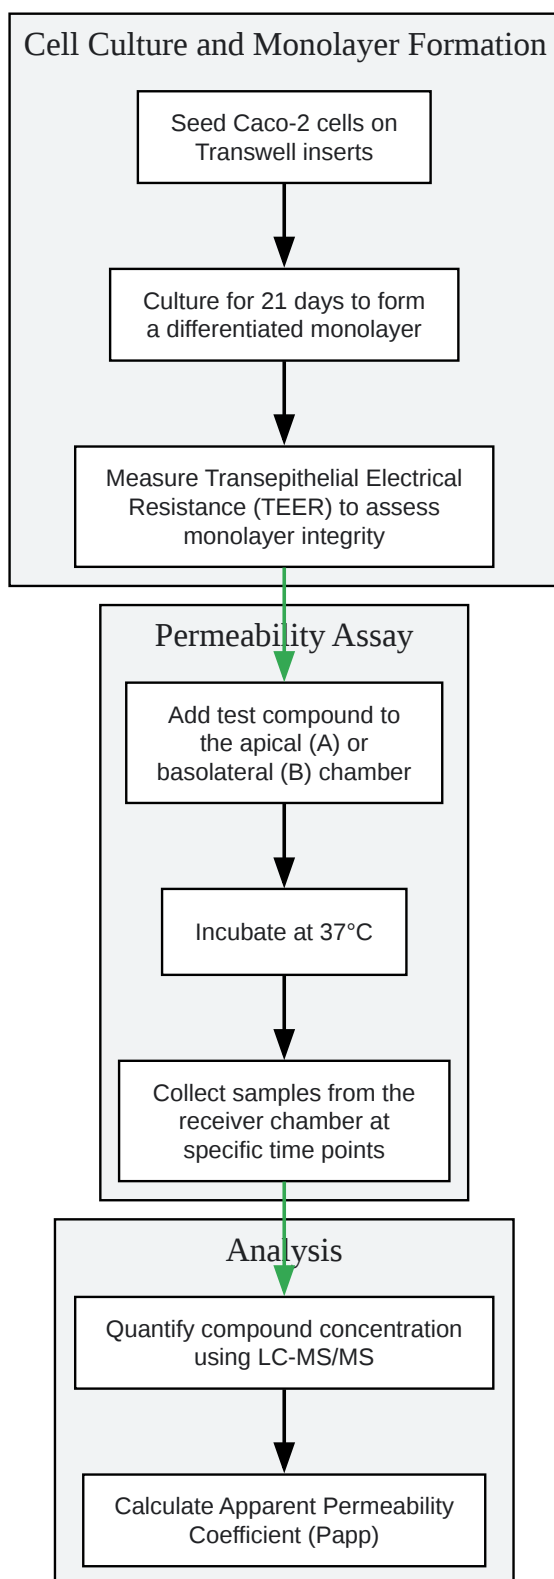 Cell Culture and Monolayer Formation
Seed Caco-2 cells on
Transwell inserts
Culture for 21 days to form
a differentiated monolayer
Measure Transepithelial Electrical
Resistance (TEER) to assess
monolayer integrity
Permeability Assay
Add test compound to
the apical (A) or
basolateral (B) chamber
Incubate at 37°C
Collect samples from the
receiver chamber at
specific time points
Analysis
Quantify compound concentration
using LC-MS/MS
Calculate Apparent Permeability
Coefficient (Papp)